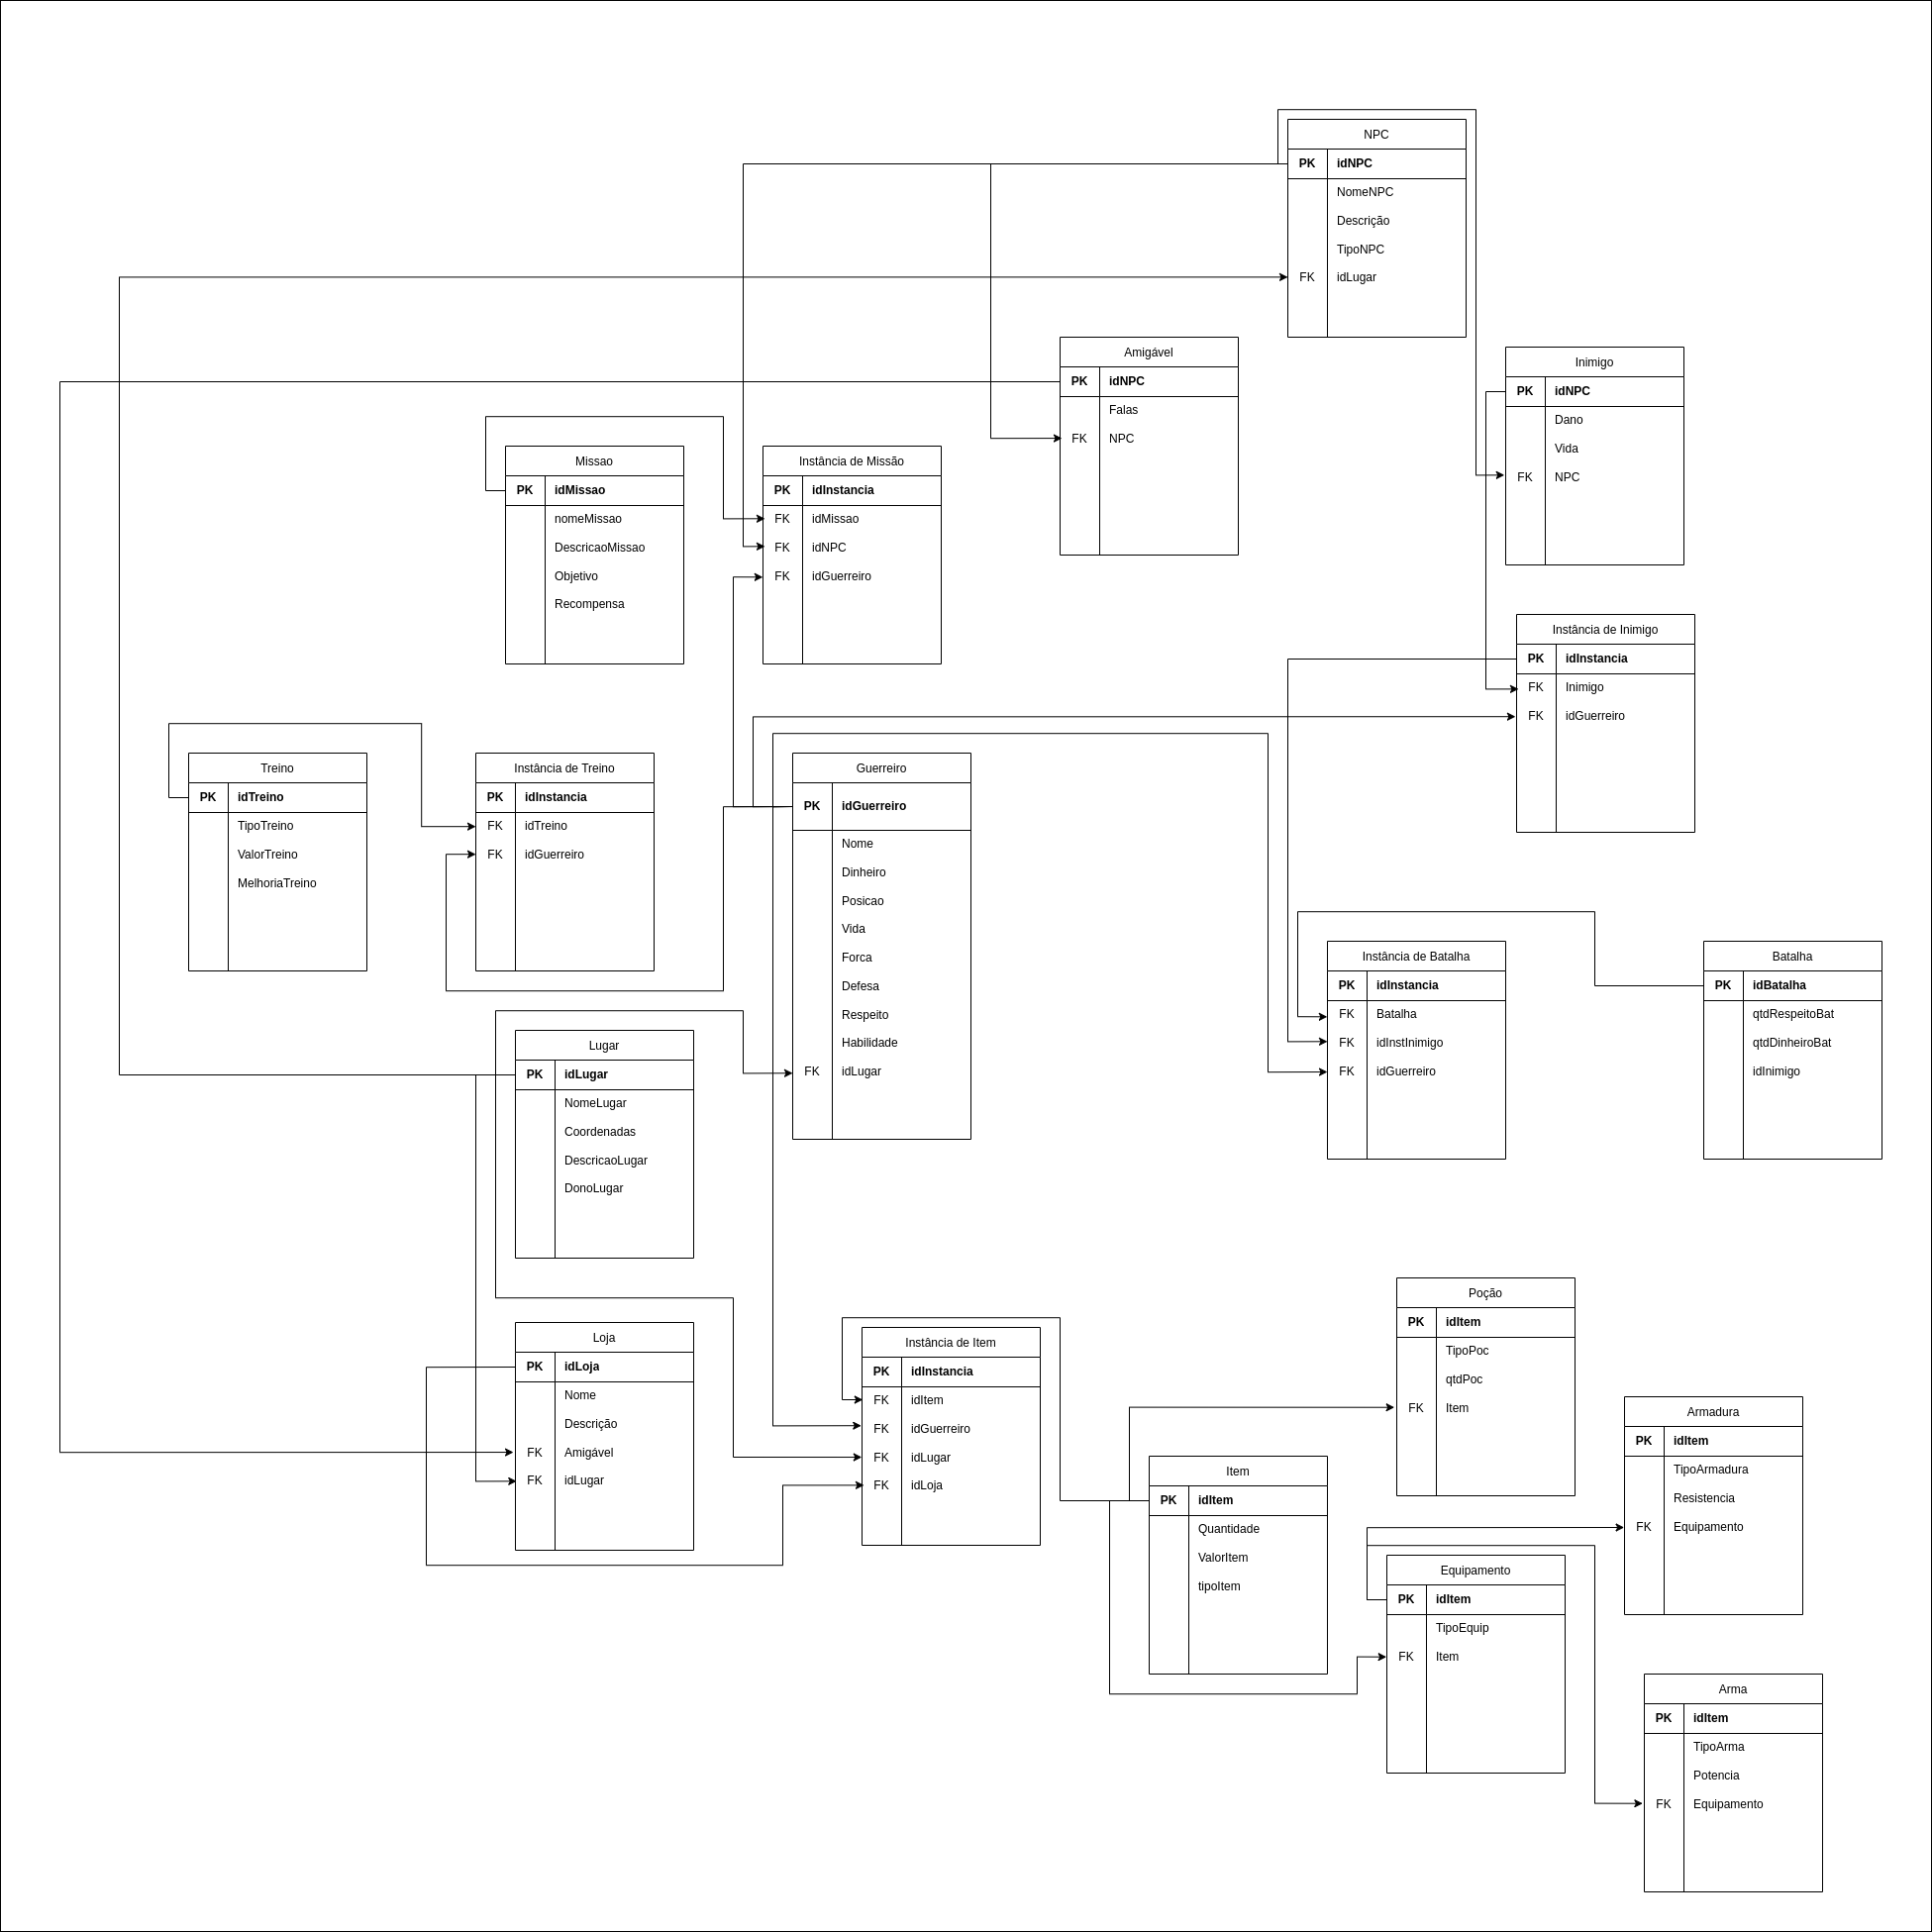 NPC
PK idNPC
NomeNPC
Descrição
TipoNPC
FK idLugar
Amigável
PK idNPC
Falas
FK NPC
Inimigo
PK idNPC
Dano
Vida
FK NPC
Missao
PK idMissao
nomeMissao
DescricaoMissao
Objetivo
Recompensa
Instância de Missão
PK idInstancia
FK idMissao
FK idNPC
FK idGuerreiro
Instância de Inimigo
PK idInstancia
FK Inimigo
FK idGuerreiro
Treino
PK idTreino
TipoTreino
ValorTreino
MelhoriaTreino
Instância de Treino
PK idInstancia
FK idTreino
FK idGuerreiro
Guerreiro
PK idGuerreiro
Nome
Dinheiro
Posicao
Vida
Forca
Defesa
Respeito
Habilidade
FK idLugar
Instância de Batalha
PK idInstancia
FK Batalha
FK idInstInimigo
FK idGuerreiro
Batalha
PK idBatalha
qtdRespeitoBat
qtdDinheiroBat
idInimigo
Lugar
PK idLugar
NomeLugar
Coordenadas
DescricaoLugar
DonoLugar
Loja
PK idLoja
Nome
Descrição
FK Amigável
FK idLugar
Instância de Item
PK idInstancia
FK idItem
FK idGuerreiro
FK idLugar
FK idLoja
Poção
PK idItem
TipoPoc
qtdPoc
FK Item
Armadura
PK idItem
TipoArmadura
Resistencia
FK Equipamento
Item
PK idItem
Quantidade
ValorItem
tipoItem
Equipamento
PK idItem
TipoEquip
FK Item
Arma
PK idItem
TipoArma
Potencia
FK Equipamento